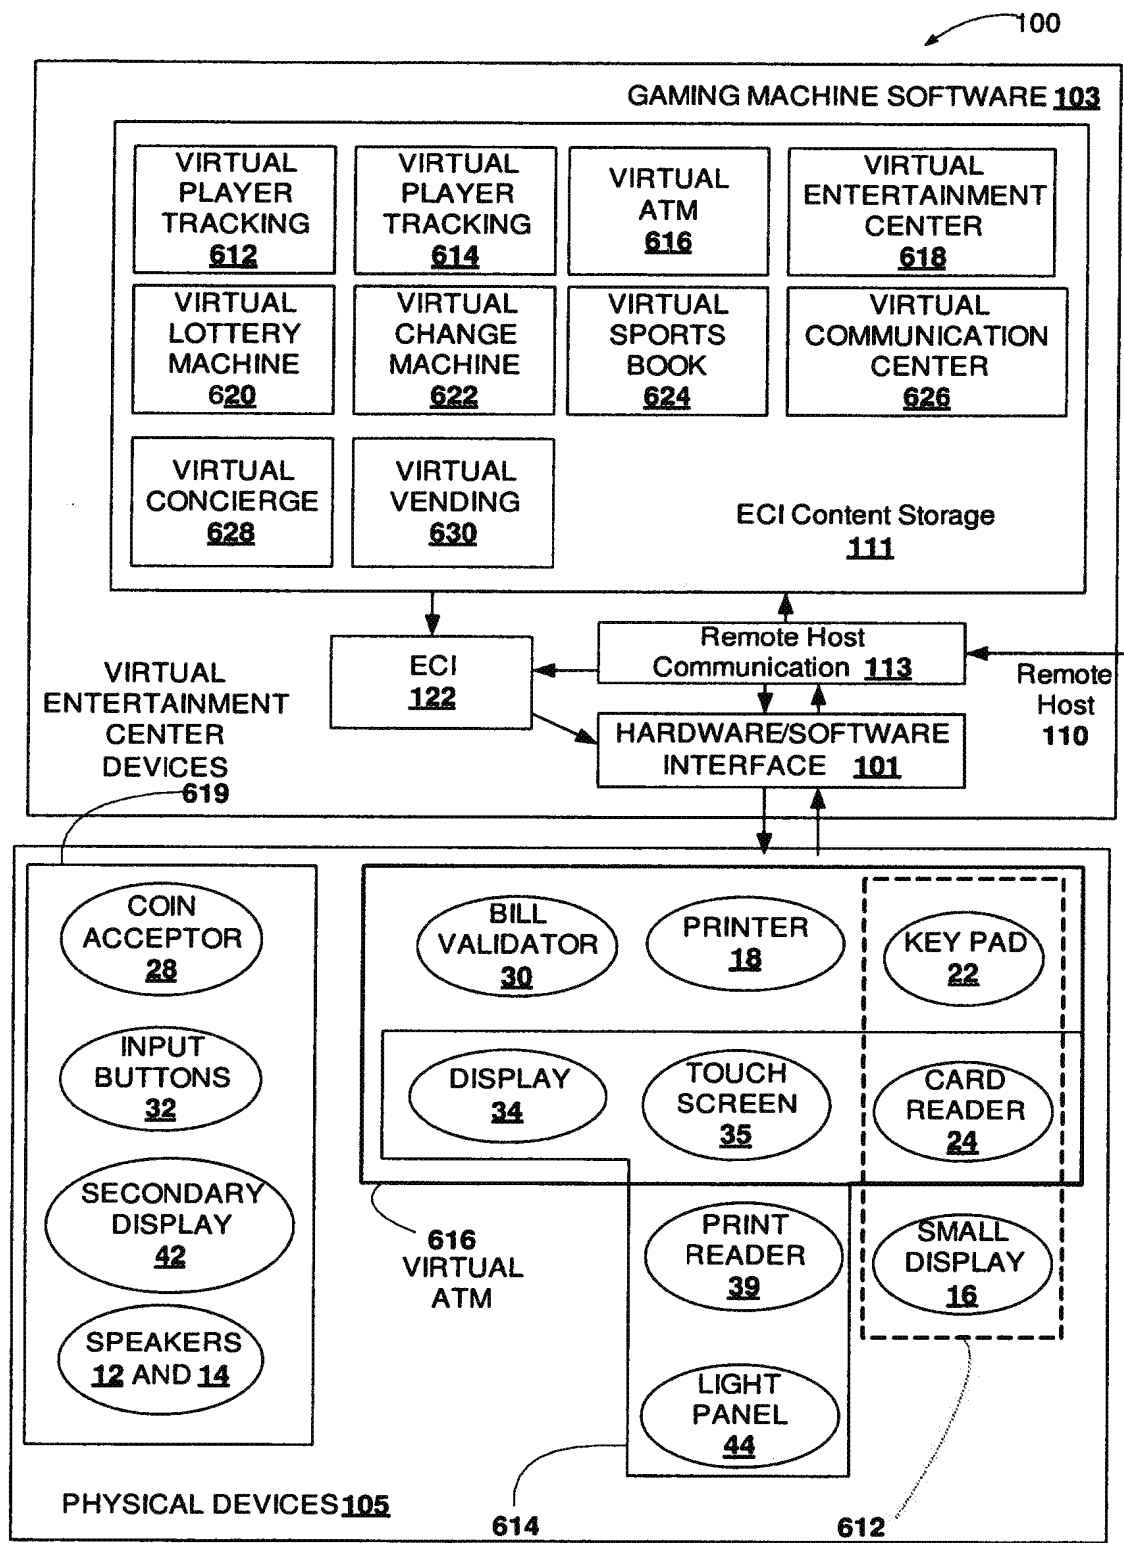 100
GAMING MACHINE SOFTWARE 103
VIRTUAL
PLAYER
TRACKING
612
VIRTUAL
PLAYER
TRACKING
614
VIRTUAL
ATM
616
VIRTUAL
ENTERTAINMENT
CENTER
618
VIRTUAL
LOTTERY
MACHINE
620
VIRTUAL
CHANGE
MACHINE
622
VIRTUAL
SPORTS
BOOK
624
VIRTUAL
COMMUNICATION
CENTER
626
VIRTUAL
CONCIERGE
628
VIRTUAL
VENDING
630
ECI Content Storage
111
ECI
122
Remote Host
Communication 113
Remote
Host
110
HARDWARE/SOFTWARE
INTERFACE 101
VIRTUAL
ENTERTAINMENT
CENTER
DEVICES
619
COIN
ACCEPTOR
28
INPUT
BUTTONS
32
SECONDARY
DISPLAY
42
SPEAKERS
12 AND 14
BILL
VALIDATOR
30
PRINTER
18
KEY PAD
22
DISPLAY
34
TOUCH
SCREEN
35
CARD
READER
24
616
VIRTUAL
ATM
PRINT
READER
39
SMALL
DISPLAY
16
LIGHT
PANEL
44
PHYSICAL DEVICES 105
614
612